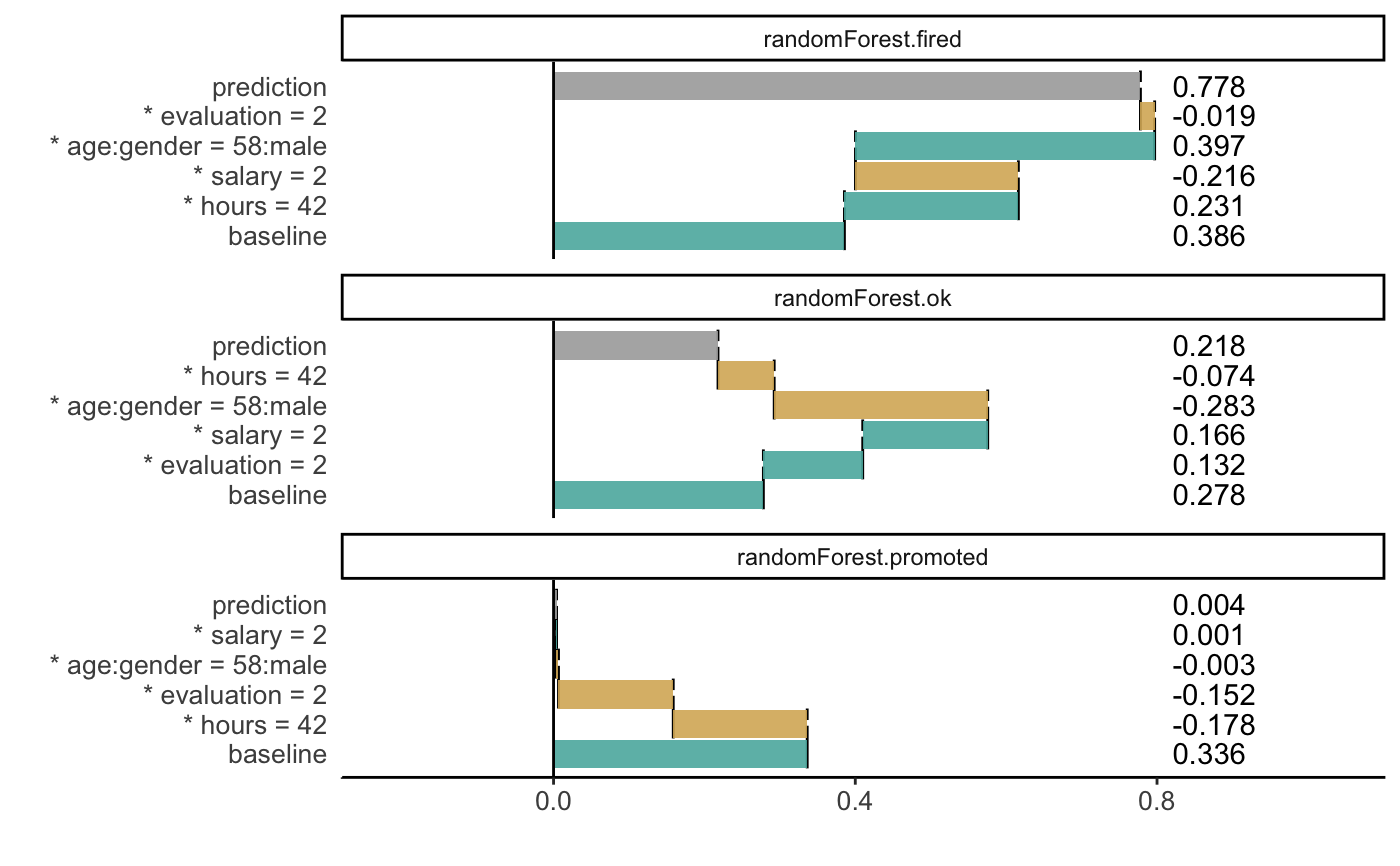 randomForest.fired
prediction 0.778
* evaluation = 2 -0.019
* age:gender = 58:male 0.397
* salary = 2 -0.216
* hours = 42 0.231
baseline 0.386
randomForest.ok
prediction 0.218
* hours = 42 -0.074
* age:gender = 58:male -0.283
* salary = 2 0.166
* evaluation = 2 0.132
baseline 0.278
randomForest.promoted
prediction 0.004
* salary = 2 0.001
* age:gender = 58:male -0.003
* evaluation = 2 -0.152
* hours = 42 -0.178
baseline 0.336
0.0 0.4 0.8